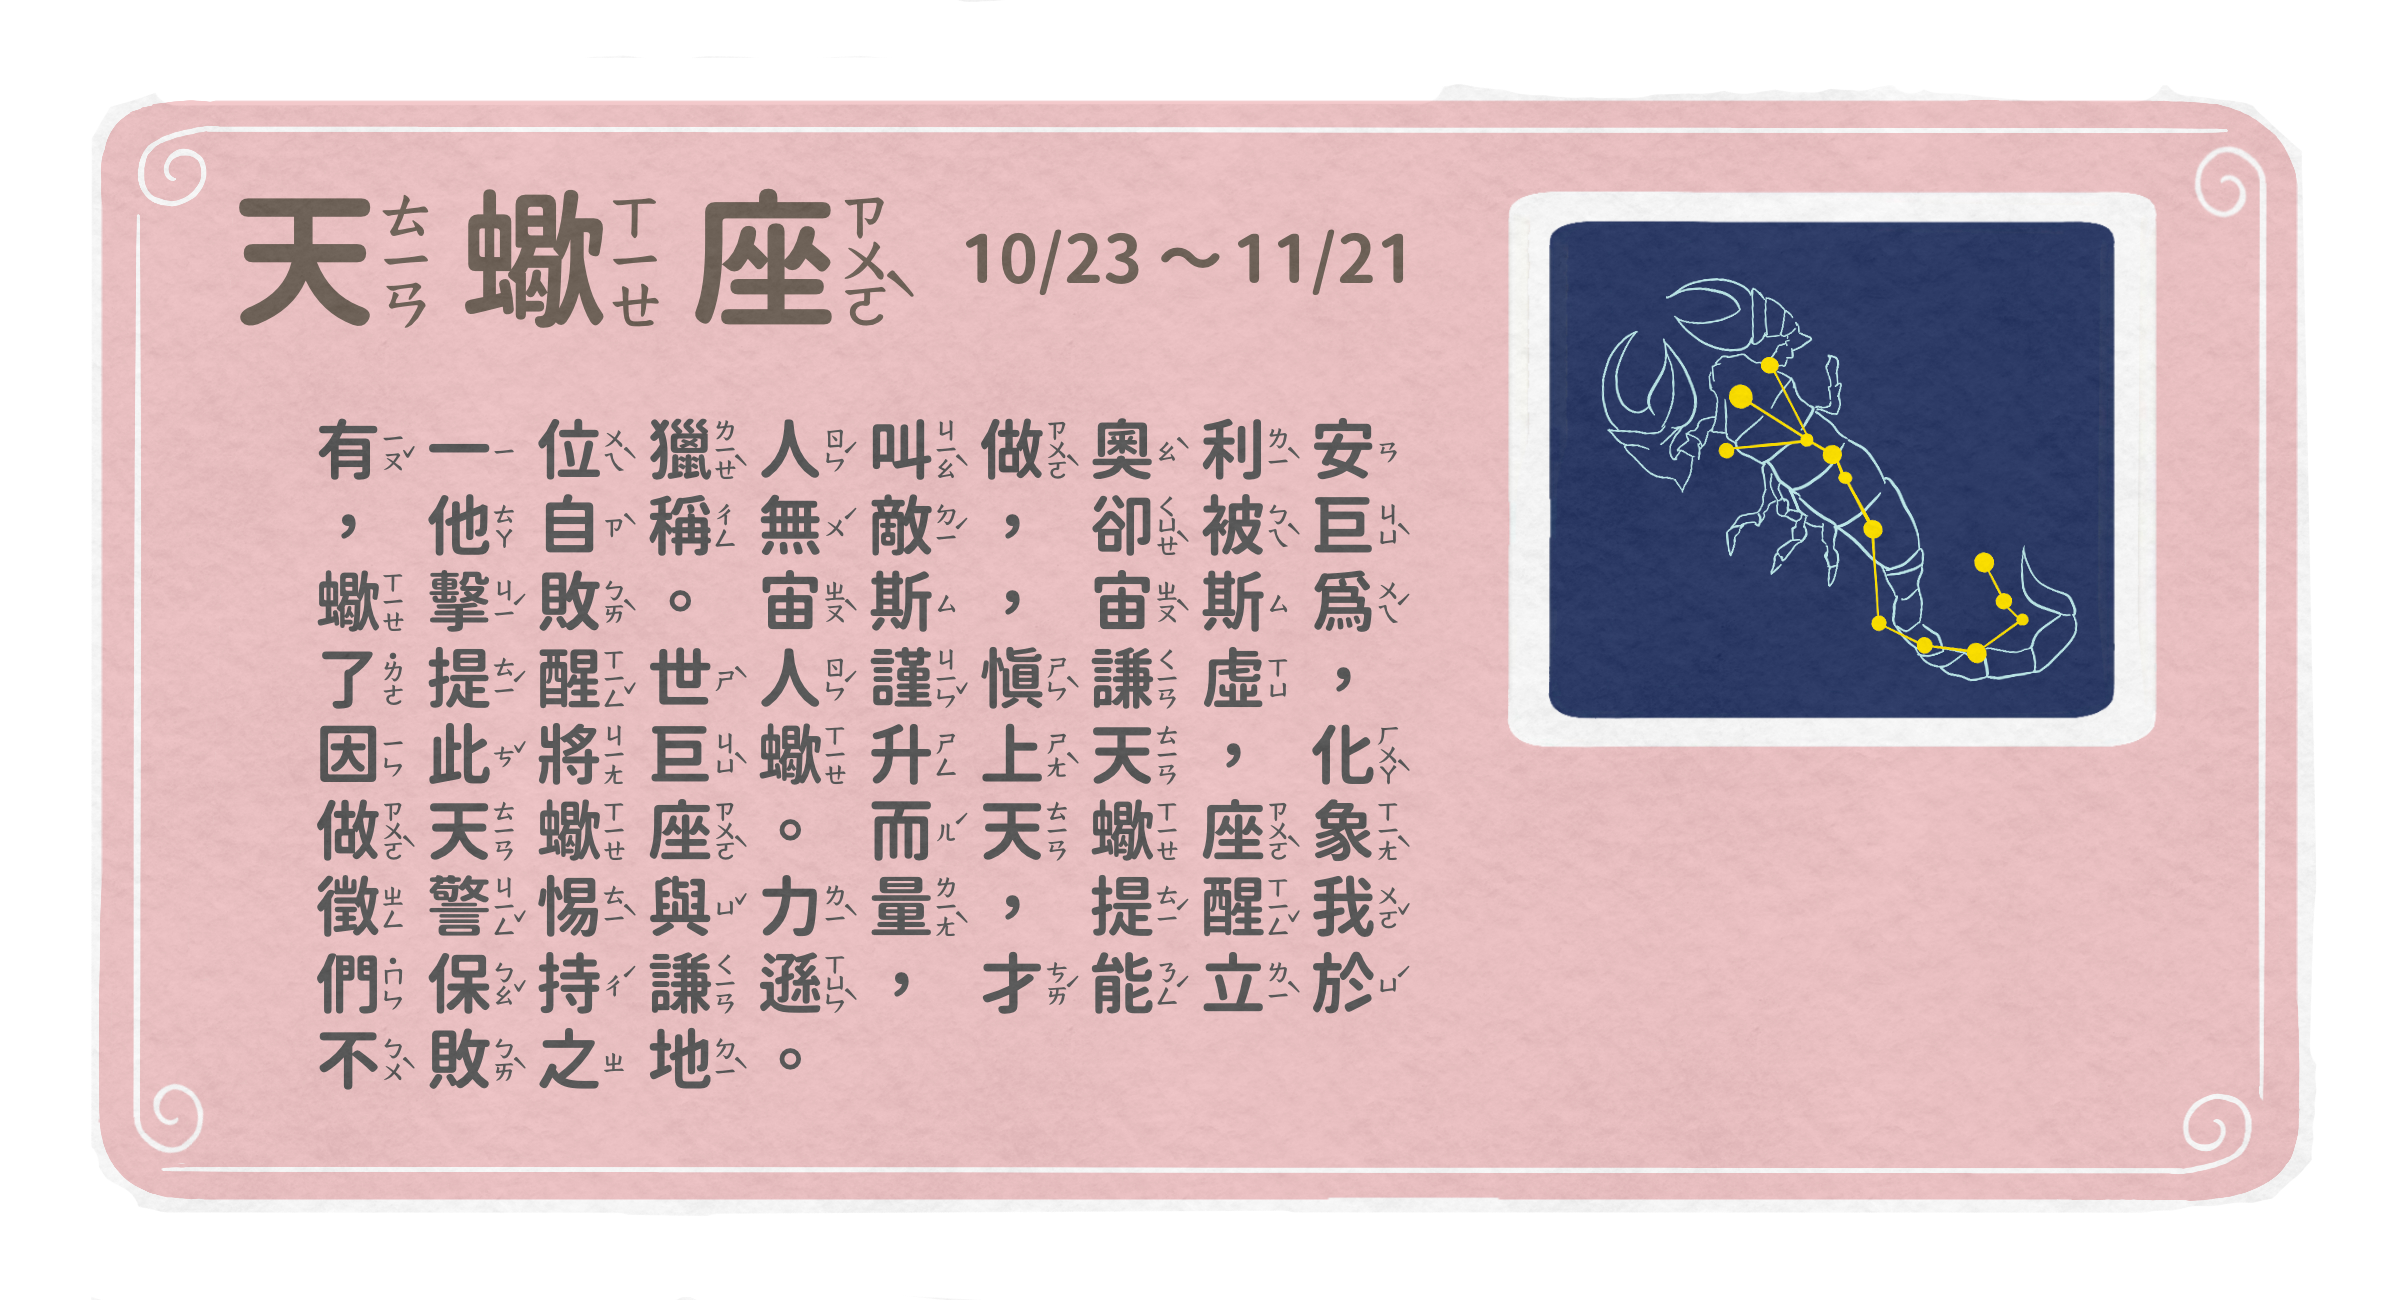 天蠍座 10/23 ～11/21
有一位獵人叫做奧利安
，他自稱無敵，卻被巨
蠍擊敗。宙斯，宙斯為
了提醒世人謹慎謙虛，
因此將巨蠍升上天，化
做天蠍座。而天蠍座象
徵警惕與力量，提醒我
們保持謙遜，才能立於
不敗之地。